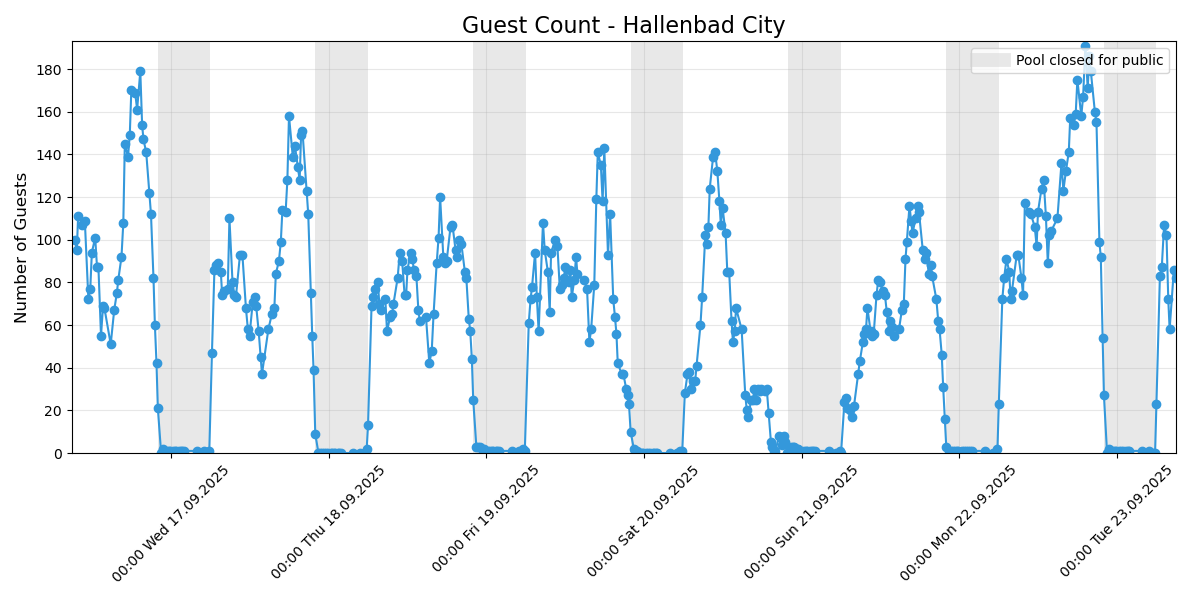 Guest Count - Hallenbad City
Pool closed for public
Number of Guests
180
160
140
120
100
80
60
40
20
0
00:00 Wed 17.09.2025
00:00 Thu 18.09.2025
00:00 Fri 19.09.2025
00:00 Sat 20.09.2025
00:00 Sun 21.09.2025
00:00 Mon 22.09.2025
00:00 Tue 23.09.2025